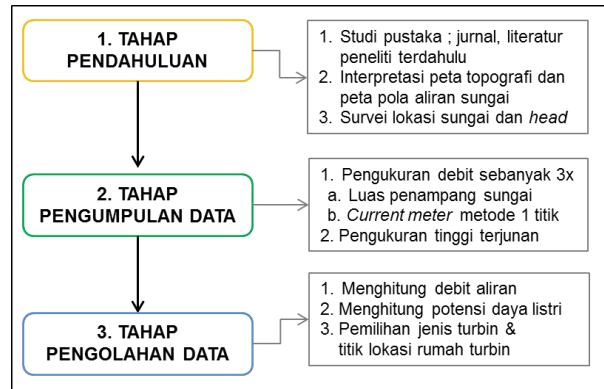 1. TAHAP
PENDAHULUAN
1. Studi pustaka ; jurnal, literatur
peneliti terdahulu
2. Interpretasi peta topografi dan
peta pola aliran sungai
3. Survei lokasi sungai dan head
2. TAHAP
PENGUMPULAN DATA
1. Pengukuran debit sebanyak 3x
a. Luas penampang sungai
b. Current meter metode 1 titik
2. Pengukuran tinggi terjunan
3. TAHAP
PENGOLAHAN DATA
1. Menghitung debit aliran
2. Menghitung potensi daya listri
3. Pemilihan jenis turbin &
titik lokasi rumah turbin